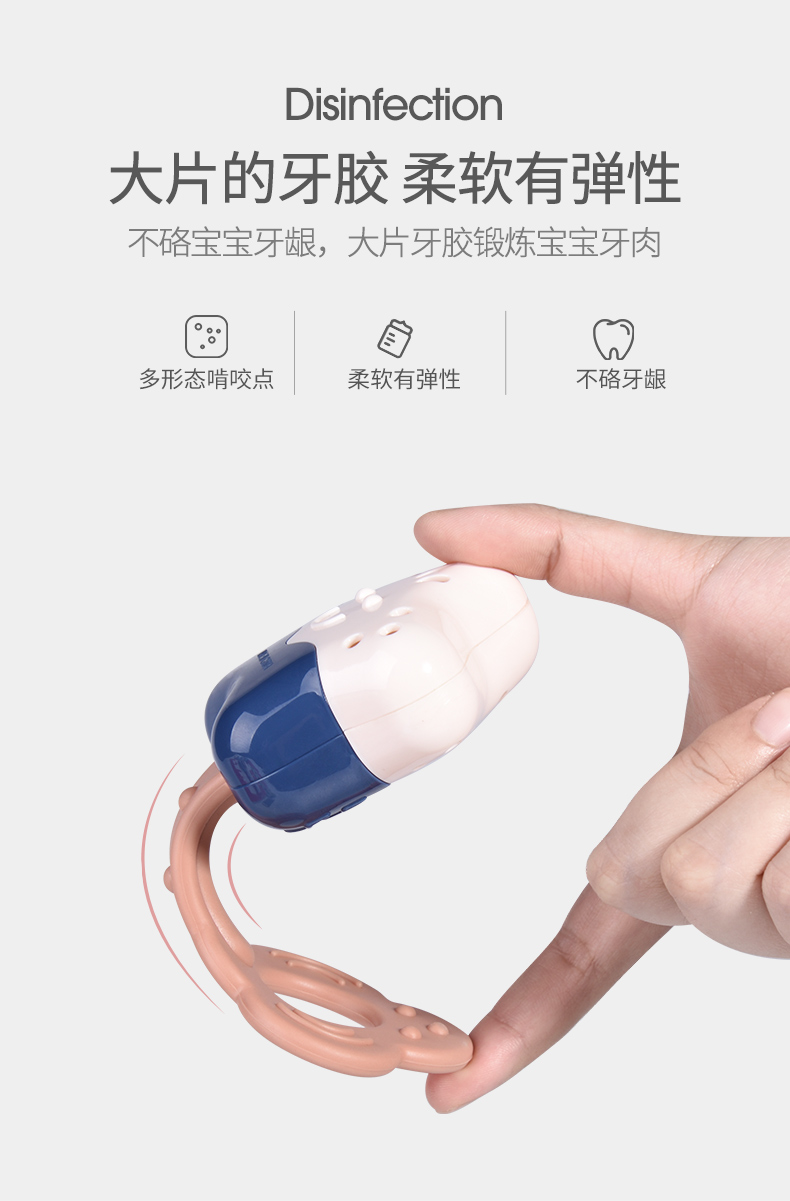 Disinfection
大片的牙胶 柔软有弹性
不硌宝宝牙龈，大片牙胶锻炼宝宝牙肉
多形态啃咬点
柔软有弹性
不硌牙龈